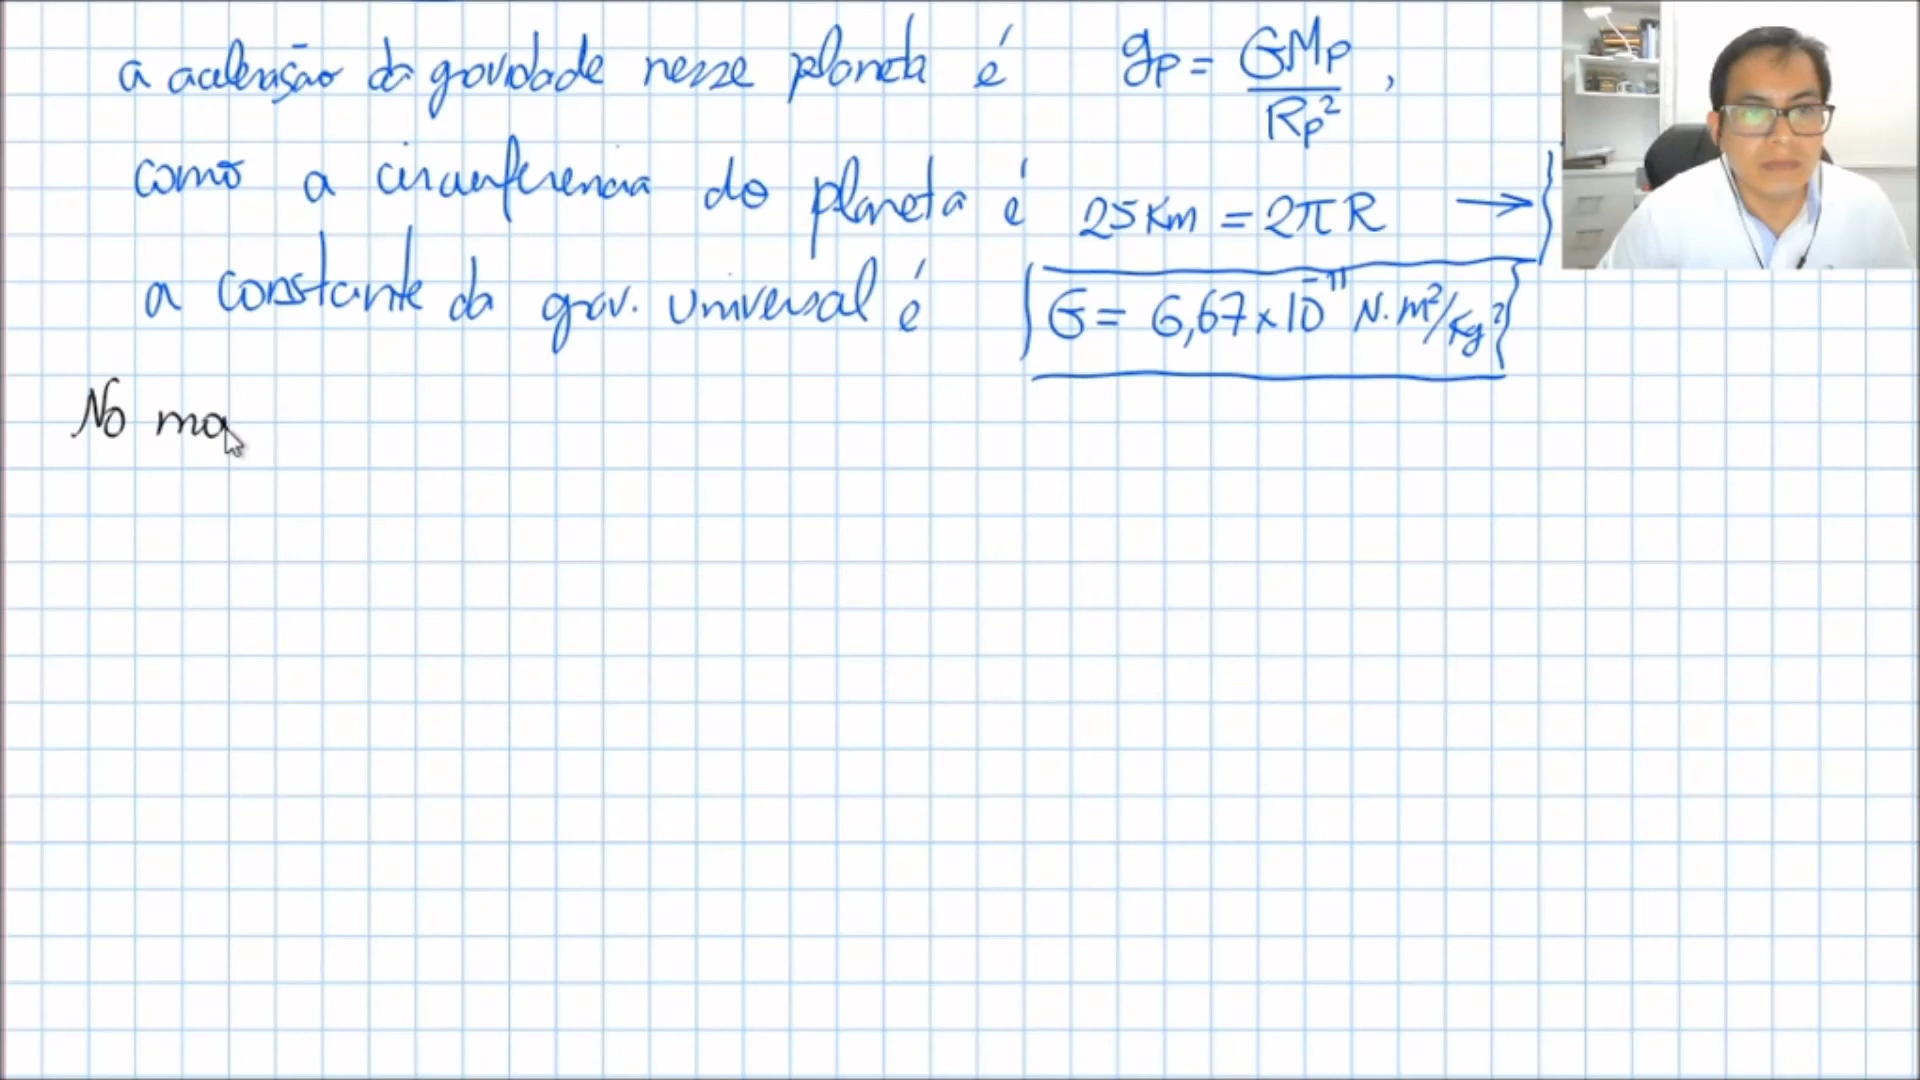 a aceleração da gravidade nesse planeta é gp = GMp / Rp²,
como a circunferencia do planeta é 25 Km = 2πR →
a constante da grav. universal é G = 6,67 × 10⁻¹¹ N.m²/Kg²
No ma